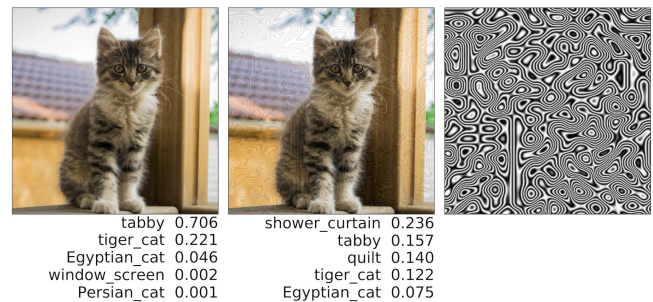 tabby 0.706
tiger_cat 0.221
Egyptian_cat 0.046
window_screen 0.002
Persian_cat 0.001
shower_curtain 0.236
tabby 0.157
quilt 0.140
tiger_cat 0.122
Egyptian_cat 0.075